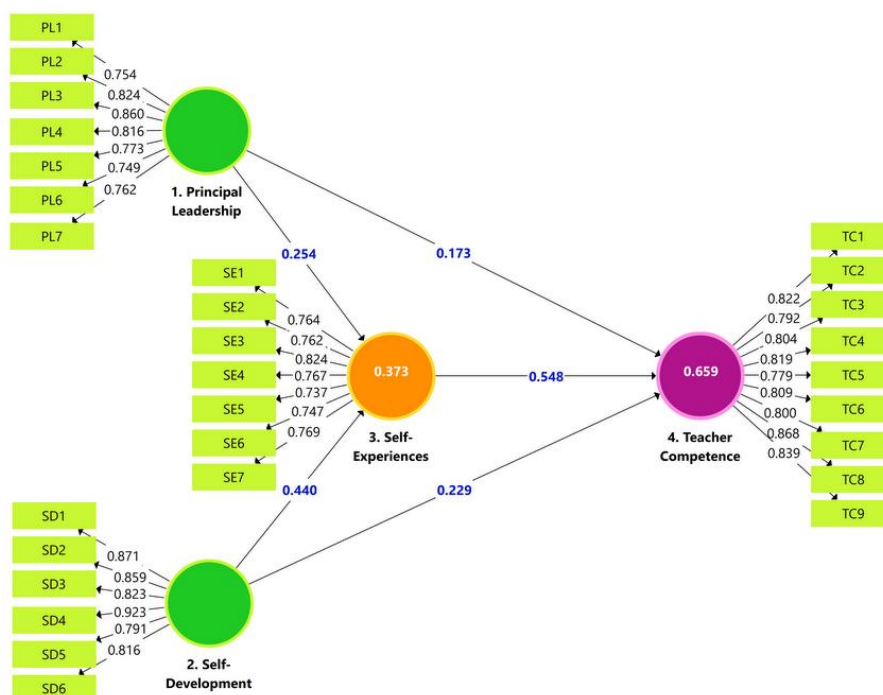 PL1
PL2
PL3
PL4
PL5
PL6
PL7
0.754
0.824
0.860
0.816
0.773
0.749
0.762
1. Principal
Leadership
0.254
0.173
SE1
SE2
SE3
SE4
SE5
SE6
SE7
0.764
0.762
0.824
0.767
0.737
0.747
0.769
0.373
3. Self-
Experiences
0.548
0.659
4. Teacher
Competence
0.822
0.792
0.804
0.819
0.779
0.809
0.800
0.868
0.839
TC1
TC2
TC3
TC4
TC5
TC6
TC7
TC8
TC9
0.440
0.229
SD1
SD2
SD3
SD4
SD5
SD6
0.871
0.859
0.823
0.923
0.791
0.816
2. Self-
Development